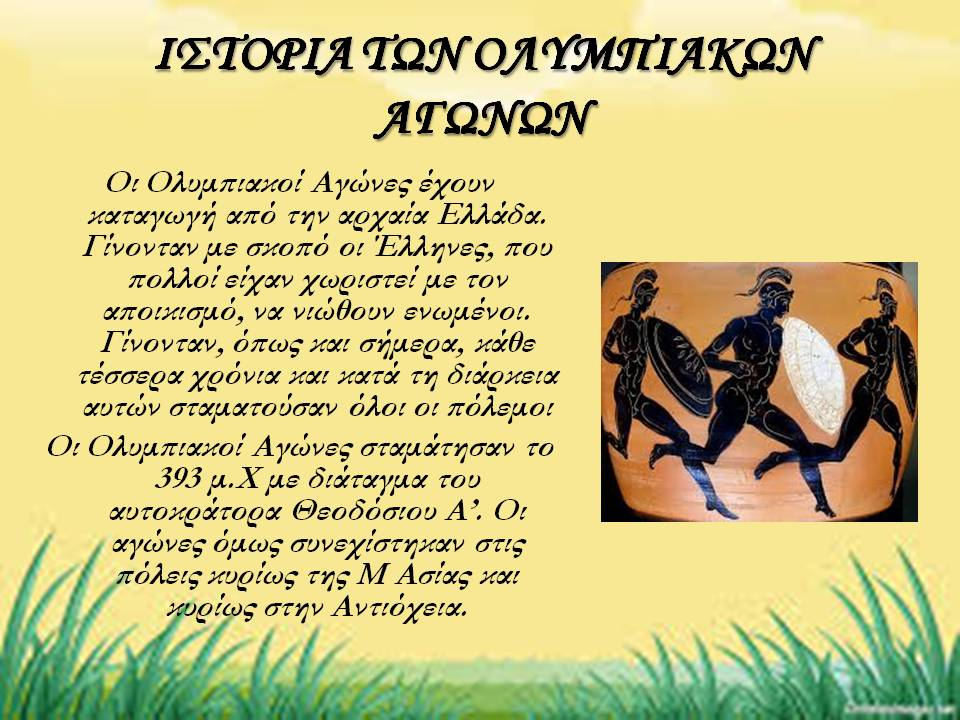 ΙΣΤΟΡΙΑ ΤΩΝ ΟΛΥΜΠΙΑΚΩΝ
ΑΓΩΝΩΝ
Οι Ολυμπιακοί Αγώνες έχουν
καταγωγή από την αρχαία Ελλάδα.
Γίνονταν με σκοπό οι Έλληνες, που
πολλοί είχαν χωριστεί με τον
αποικισμό, να νιώθουν ενωμένοι.
Γίνονταν, όπως και σήμερα, κάθε
τέσσερα χρόνια και κατά τη διάρκεια
αυτών σταματούσαν όλοι οι πόλεμοι
Οι Ολυμπιακοί Αγώνες σταμάτησαν το
393 μ.Χ με διάταγμα του
αυτοκράτορα Θεοδόσιου Α’. Οι
αγώνες όμως συνεχίστηκαν στις
πόλεις κυρίως της Μ Ασίας και
κυρίως στην Αντιόχεια.